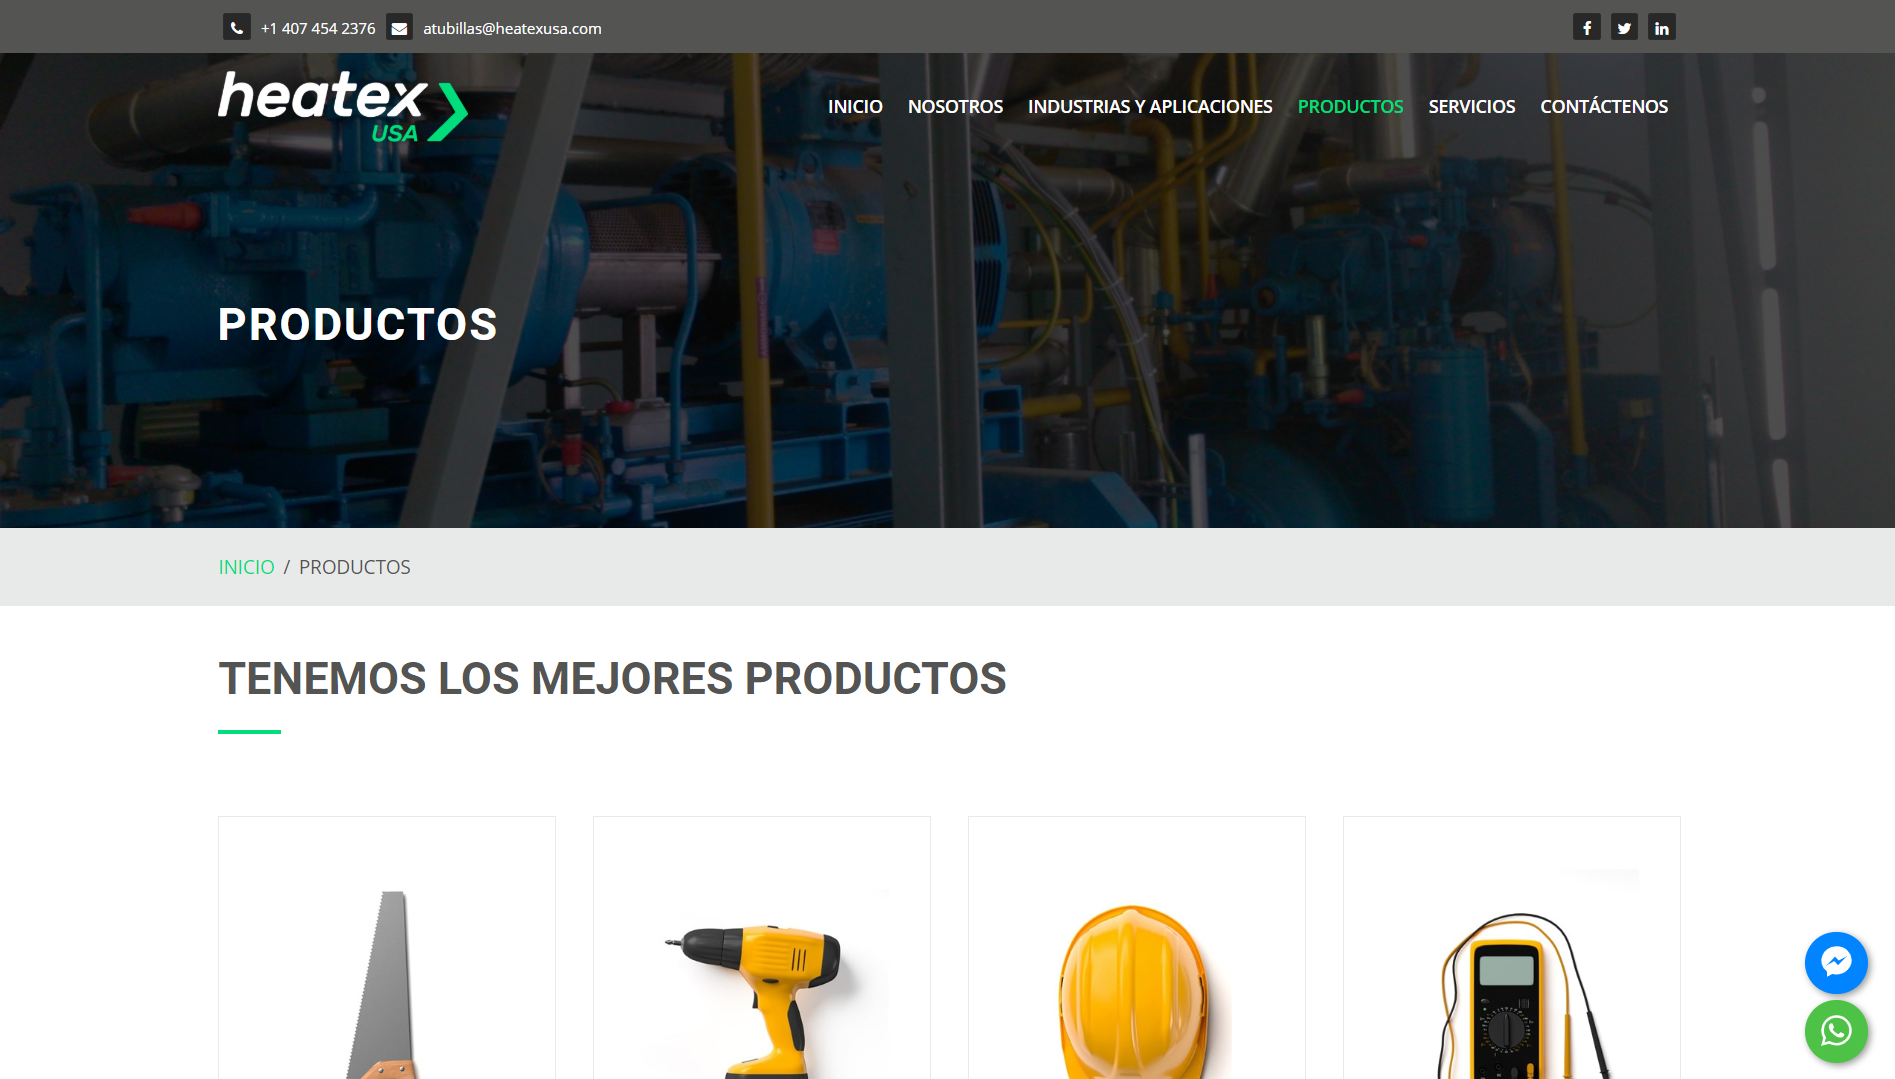 +1 407 454 2376 atubillas@heatexusa.com
heatex
USA
INICIO NOSOTROS INDUSTRIAS Y APLICACIONES PRODUCTOS SERVICIOS CONTÁCTENOS
PRODUCTOS
INICIO / PRODUCTOS
TENEMOS LOS MEJORES PRODUCTOS